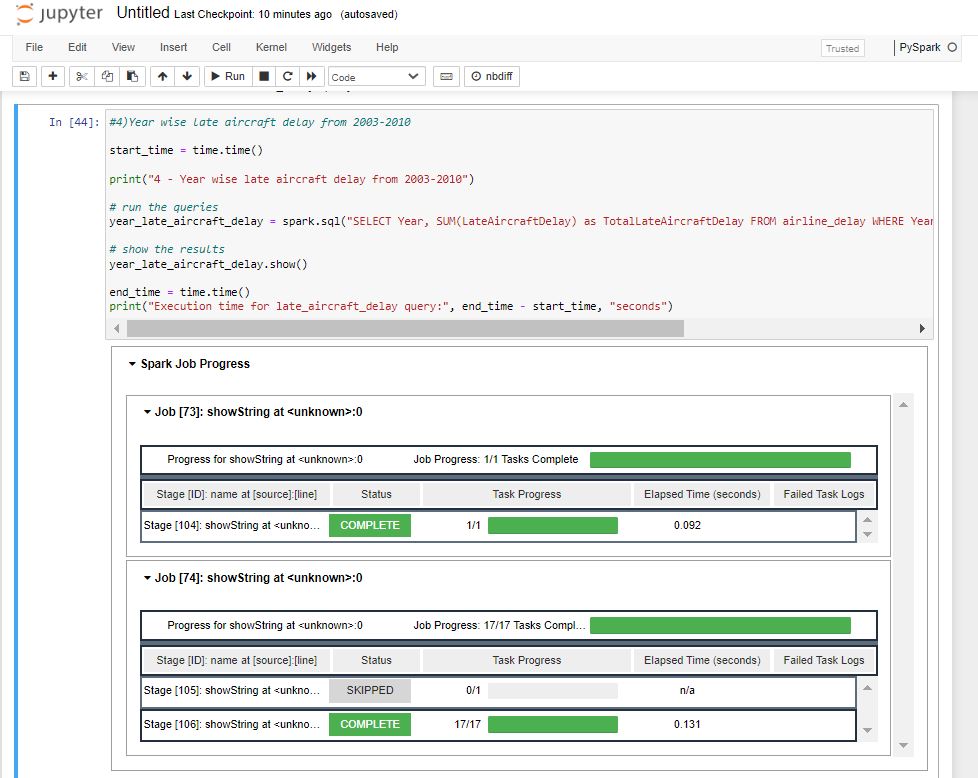 jupyter Untitled Last Checkpoint: 10 minutes ago (autosaved)
File Edit View Insert Cell Kernel Widgets Help Trusted PySpark
Run Code nbdiff
In [44]: #4)Year wise late aircraft delay from 2003-2010
start_time = time.time()
print("4 - Year wise late aircraft delay from 2003-2010")
# run the queries
year_late_aircraft_delay = spark.sql("SELECT Year, SUM(LateAircraftDelay) as TotalLateAircraftDelay FROM airline_delay WHERE Year
# show the results
year_late_aircraft_delay.show()
end_time = time.time()
print("Execution time for late_aircraft_delay query:", end_time - start_time, "seconds")
Spark Job Progress
Job [73]: showString at <unknown>:0
Progress for showString at <unknown>:0 Job Progress: 1/1 Tasks Complete
Stage [ID]: name at [source]:[line] Status Task Progress Elapsed Time (seconds) Failed Task Logs
Stage [104]: showString at <unkno... COMPLETE 1/1 0.092
Job [74]: showString at <unknown>:0
Progress for showString at <unknown>:0 Job Progress: 17/17 Tasks Compl...
Stage [ID]: name at [source]:[line] Status Task Progress Elapsed Time (seconds) Failed Task Logs
Stage [105]: showString at <unkno... SKIPPED 0/1 n/a
Stage [106]: showString at <unkno... COMPLETE 17/17 0.131